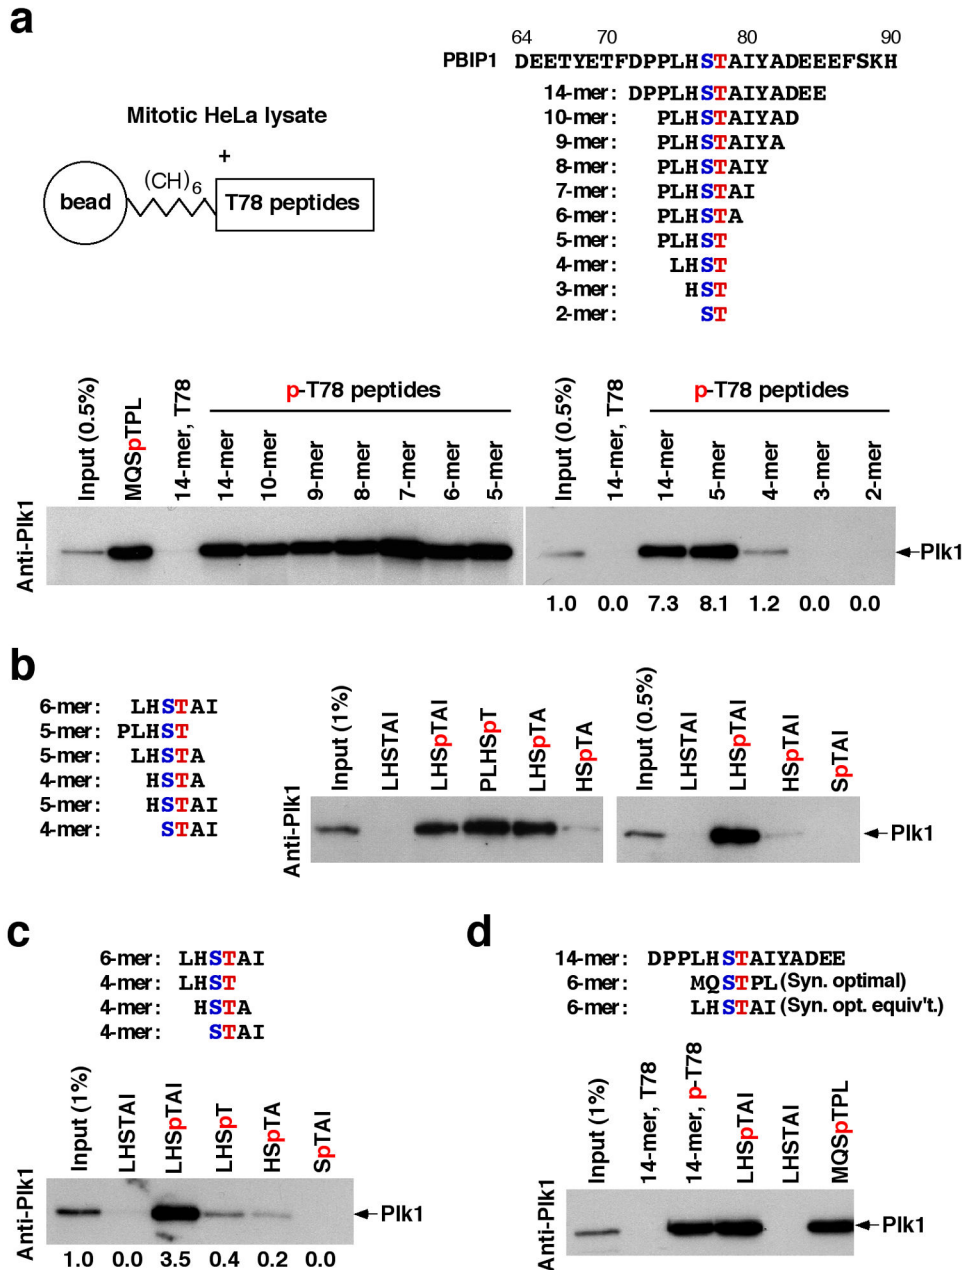 a
64 70 80 90
PBIP1 DEETYETFDPPLHSTAIYADEEEFSKH
14-mer: DPPLHSTAIYADEE
10-mer: PLHSTAIYAD
9-mer: PLHSTAIYA
8-mer: PLHSTAIY
7-mer: PLHSTAI
6-mer: PLHSTA
5-mer: PLHST
4-mer: LHST
3-mer: HST
2-mer: ST
Mitotic HeLa lysate
+
(CH)6
bead
T78 peptides
p-T78 peptides
Input (0.5%)
MQSpTPL
14-mer, T78
14-mer
10-mer
9-mer
8-mer
7-mer
6-mer
5-mer
p-T78 peptides
Input (0.5%)
14-mer, T78
14-mer
5-mer
4-mer
3-mer
2-mer
Anti-Plk1
Plk1
1.0 0.0 7.3 8.1 1.2 0.0 0.0
b
6-mer: LHSTAI
5-mer: PLHST
5-mer: LHSTA
4-mer: HSTA
5-mer: HSTAI
4-mer: STAI
Input (1%)
LHSTAI
LHSpTAI
PLHSpT
LHSpTA
HSpTA
Input (0.5%)
LHSTAI
LHSpTAI
HSpTAI
SpTAI
Anti-Plk1
Plk1
c
6-mer: LHSTAI
4-mer: LHST
4-mer: HSTA
4-mer: STAI
Input (1%)
LHSTAI
LHSpTAI
LHSpT
HSpTA
SpTAI
Anti-Plk1
Plk1
1.0 0.0 3.5 0.4 0.2 0.0
d
14-mer: DPPLHSTAIYADEE
6-mer: MQSTPL (Syn. optimal)
6-mer: LHSTAI (Syn. opt. equiv't.)
Input (1%)
14-mer, T78
14-mer, p-T78
LHSpTAI
LHSTAI
MQSpTPL
Anti-Plk1
Plk1